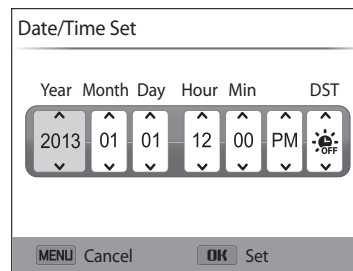 Date/Time Set
Year Month Day Hour Min DST
2013 01 01 12 00 PM OFF
MENU Cancel OK Set